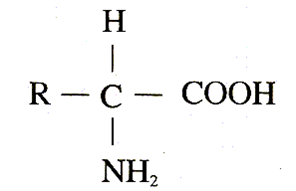 H
R – C – COOH
NH₂